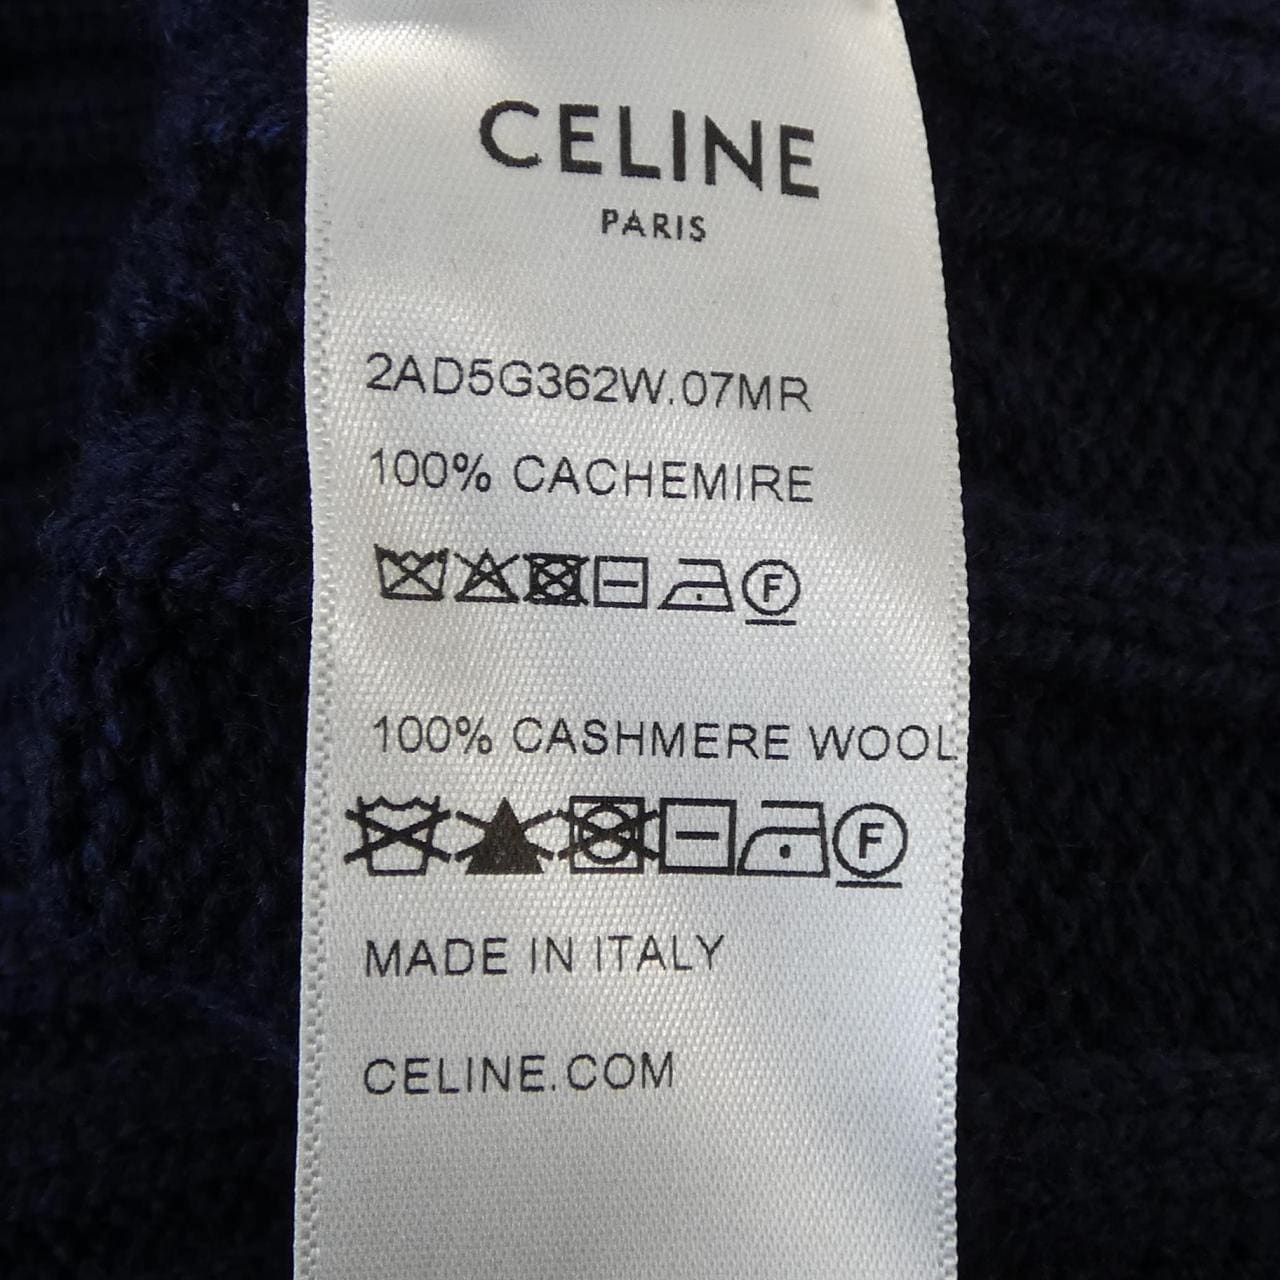 CELINE
PARIS
2AD5G362W.07MR
100% CACHEMIRE
F
100% CASHMERE WOOL
F
MADE IN ITALY
CELINE.COM